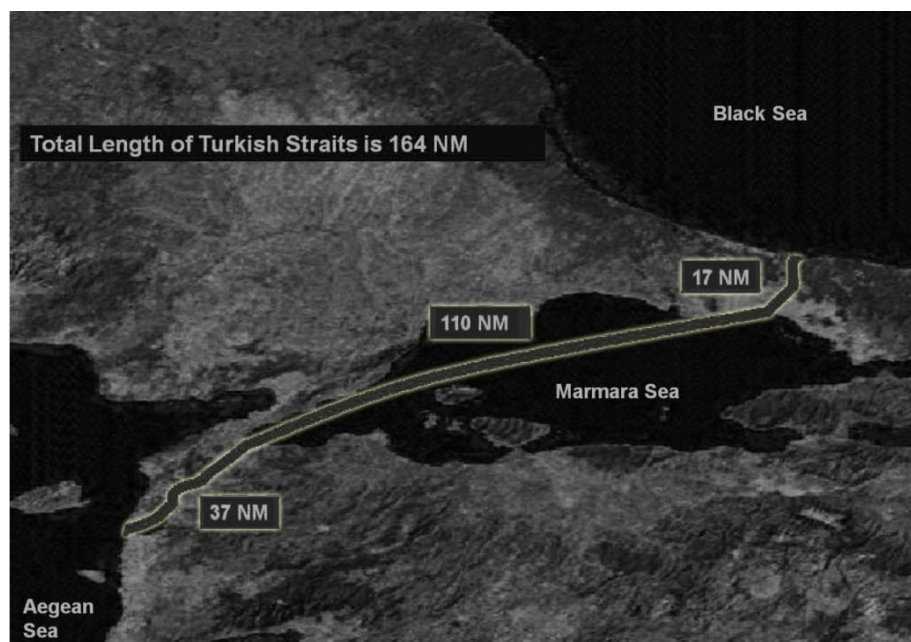 Black Sea
Total Length of Turkish Straits is 164 NM
17 NM
110 NM
Marmara Sea
37 NM
Aegean
Sea